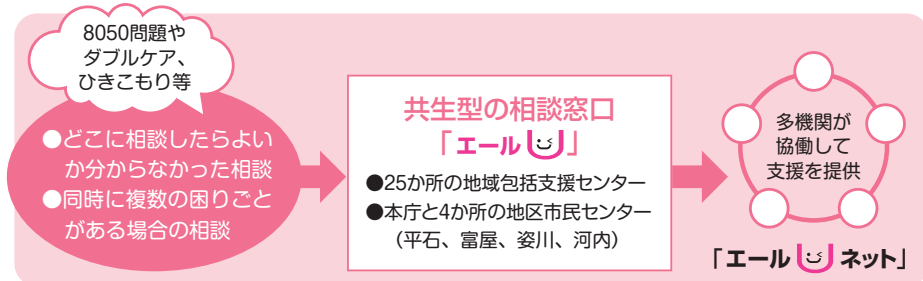 8050問題や
ダブルケア、
ひきこもり等
●どこに相談したらよい
か分からなかった相談
●同時に複数の困りごと
がある場合の相談
共生型の相談窓口
「エールU」
●25か所の地域包括支援センター
●本庁と4か所の地区市民センター
（平石、富屋、姿川、河内）
多機関が
協働して
支援を提供
「エールUネット」